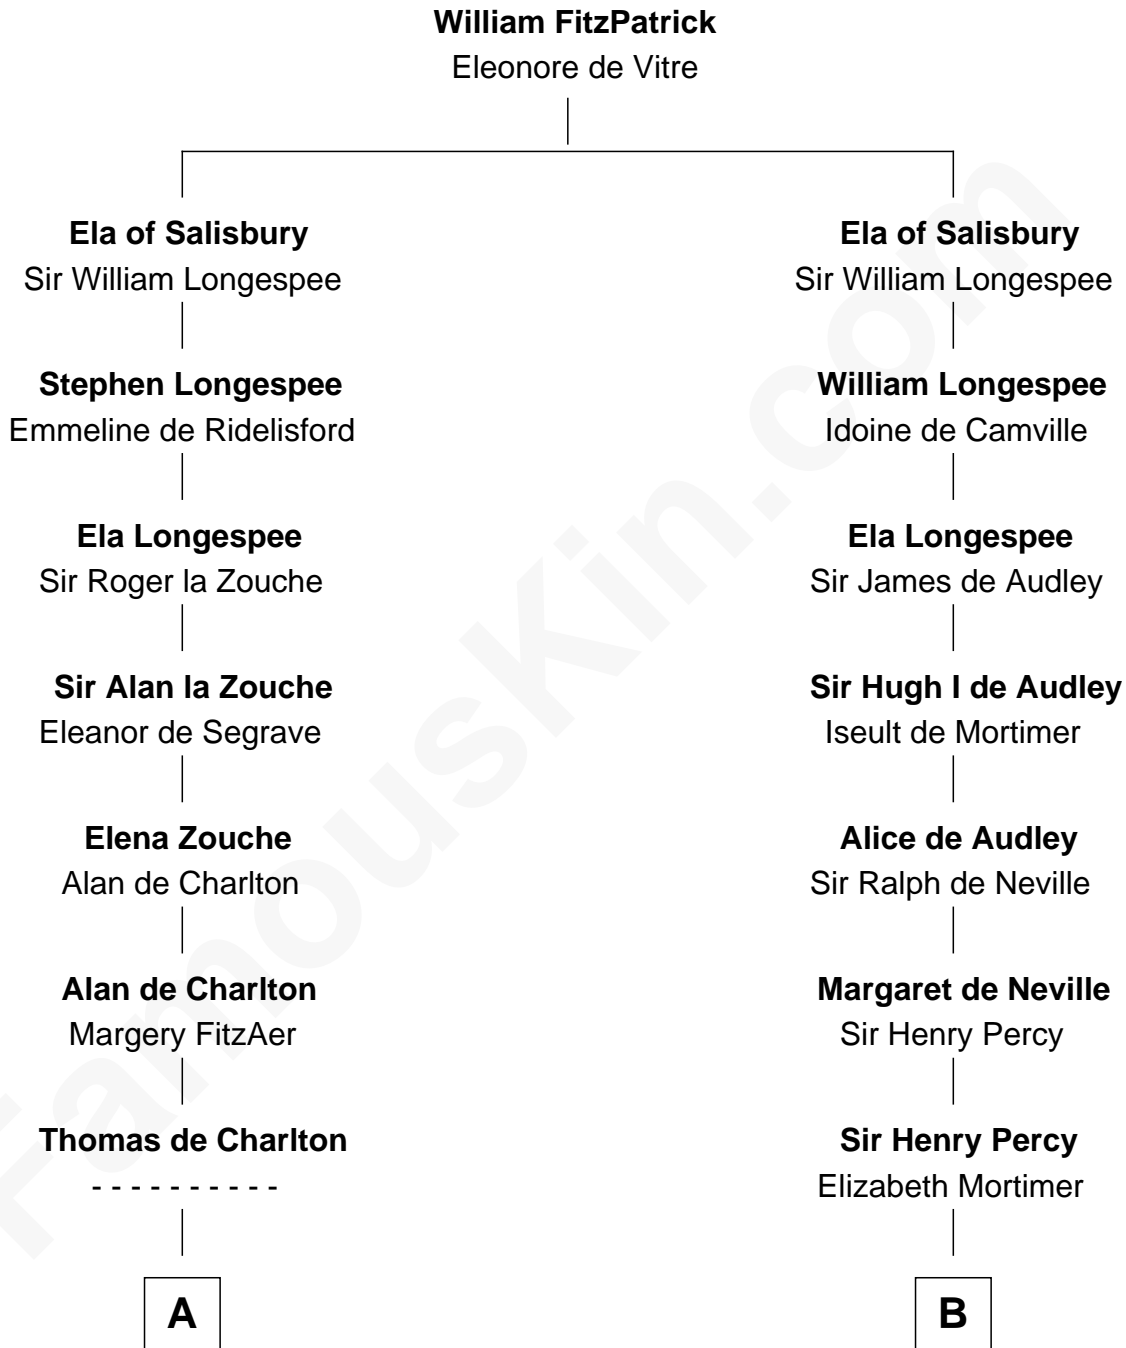 William FitzPatrick
Eleonore de Vitre
Ela of Salisbury
Sir William Longespee
Ela of Salisbury
Sir William Longespee
Stephen Longespee
Emmeline de Ridelisford
William Longespee
Idoine de Camville
Ela Longespee
Sir Roger la Zouche
Ela Longespee
Sir James de Audley
Sir Alan la Zouche
Eleanor de Segrave
Sir Hugh I de Audley
Iseult de Mortimer
Elena Zouche
Alan de Charlton
Alice de Audley
Sir Ralph de Neville
Alan de Charlton
Margery FitzAer
Margaret de Neville
Sir Henry Percy
Thomas de Charlton
- - - - - - - - - -
Sir Henry Percy
Elizabeth Mortimer
A
B
FamousKin.com